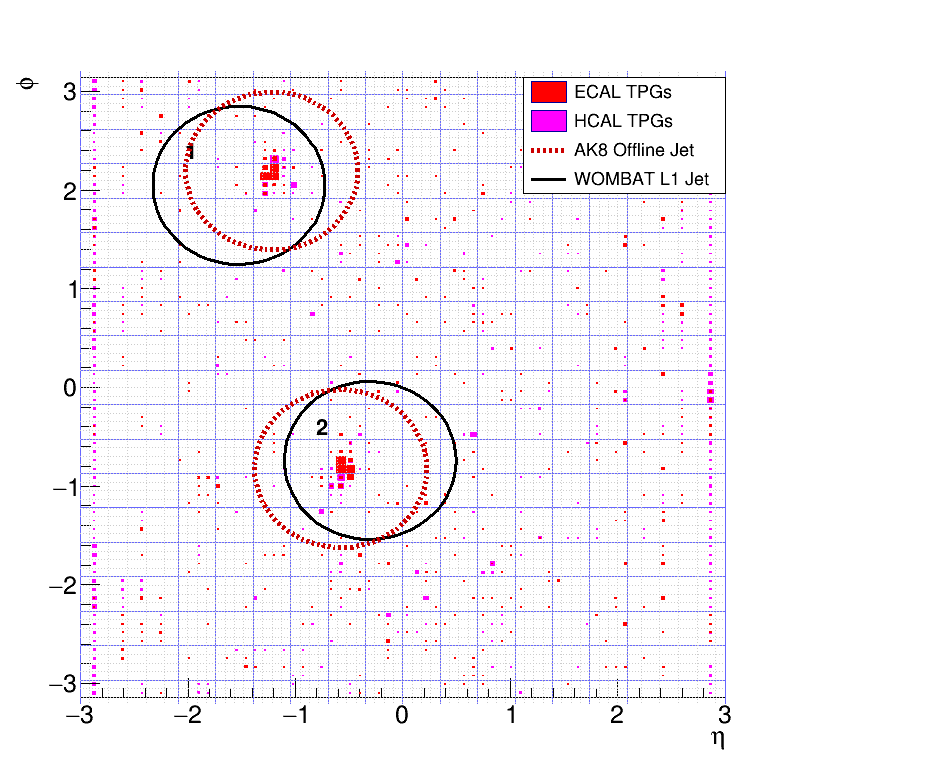 φ
3
2
1
0
−1
−2
−3
1
2
ECAL TPGs
HCAL TPGs
AK8 Offline Jet
WOMBAT L1 Jet
−3 −2 −1 0 1 2 3
η